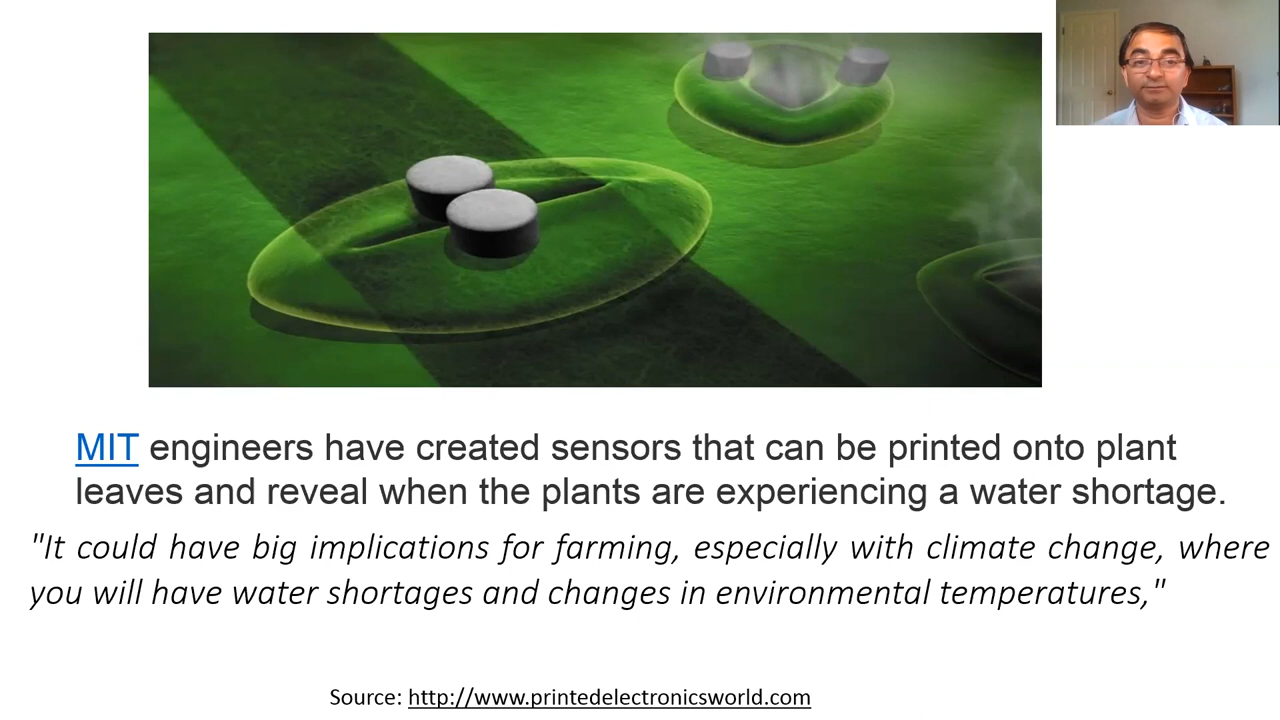 MIT engineers have created sensors that can be printed onto plant
leaves and reveal when the plants are experiencing a water shortage.
"It could have big implications for farming, especially with climate change, where
you will have water shortages and changes in environmental temperatures,"
Source: http://www.printedelectronicsworld.com